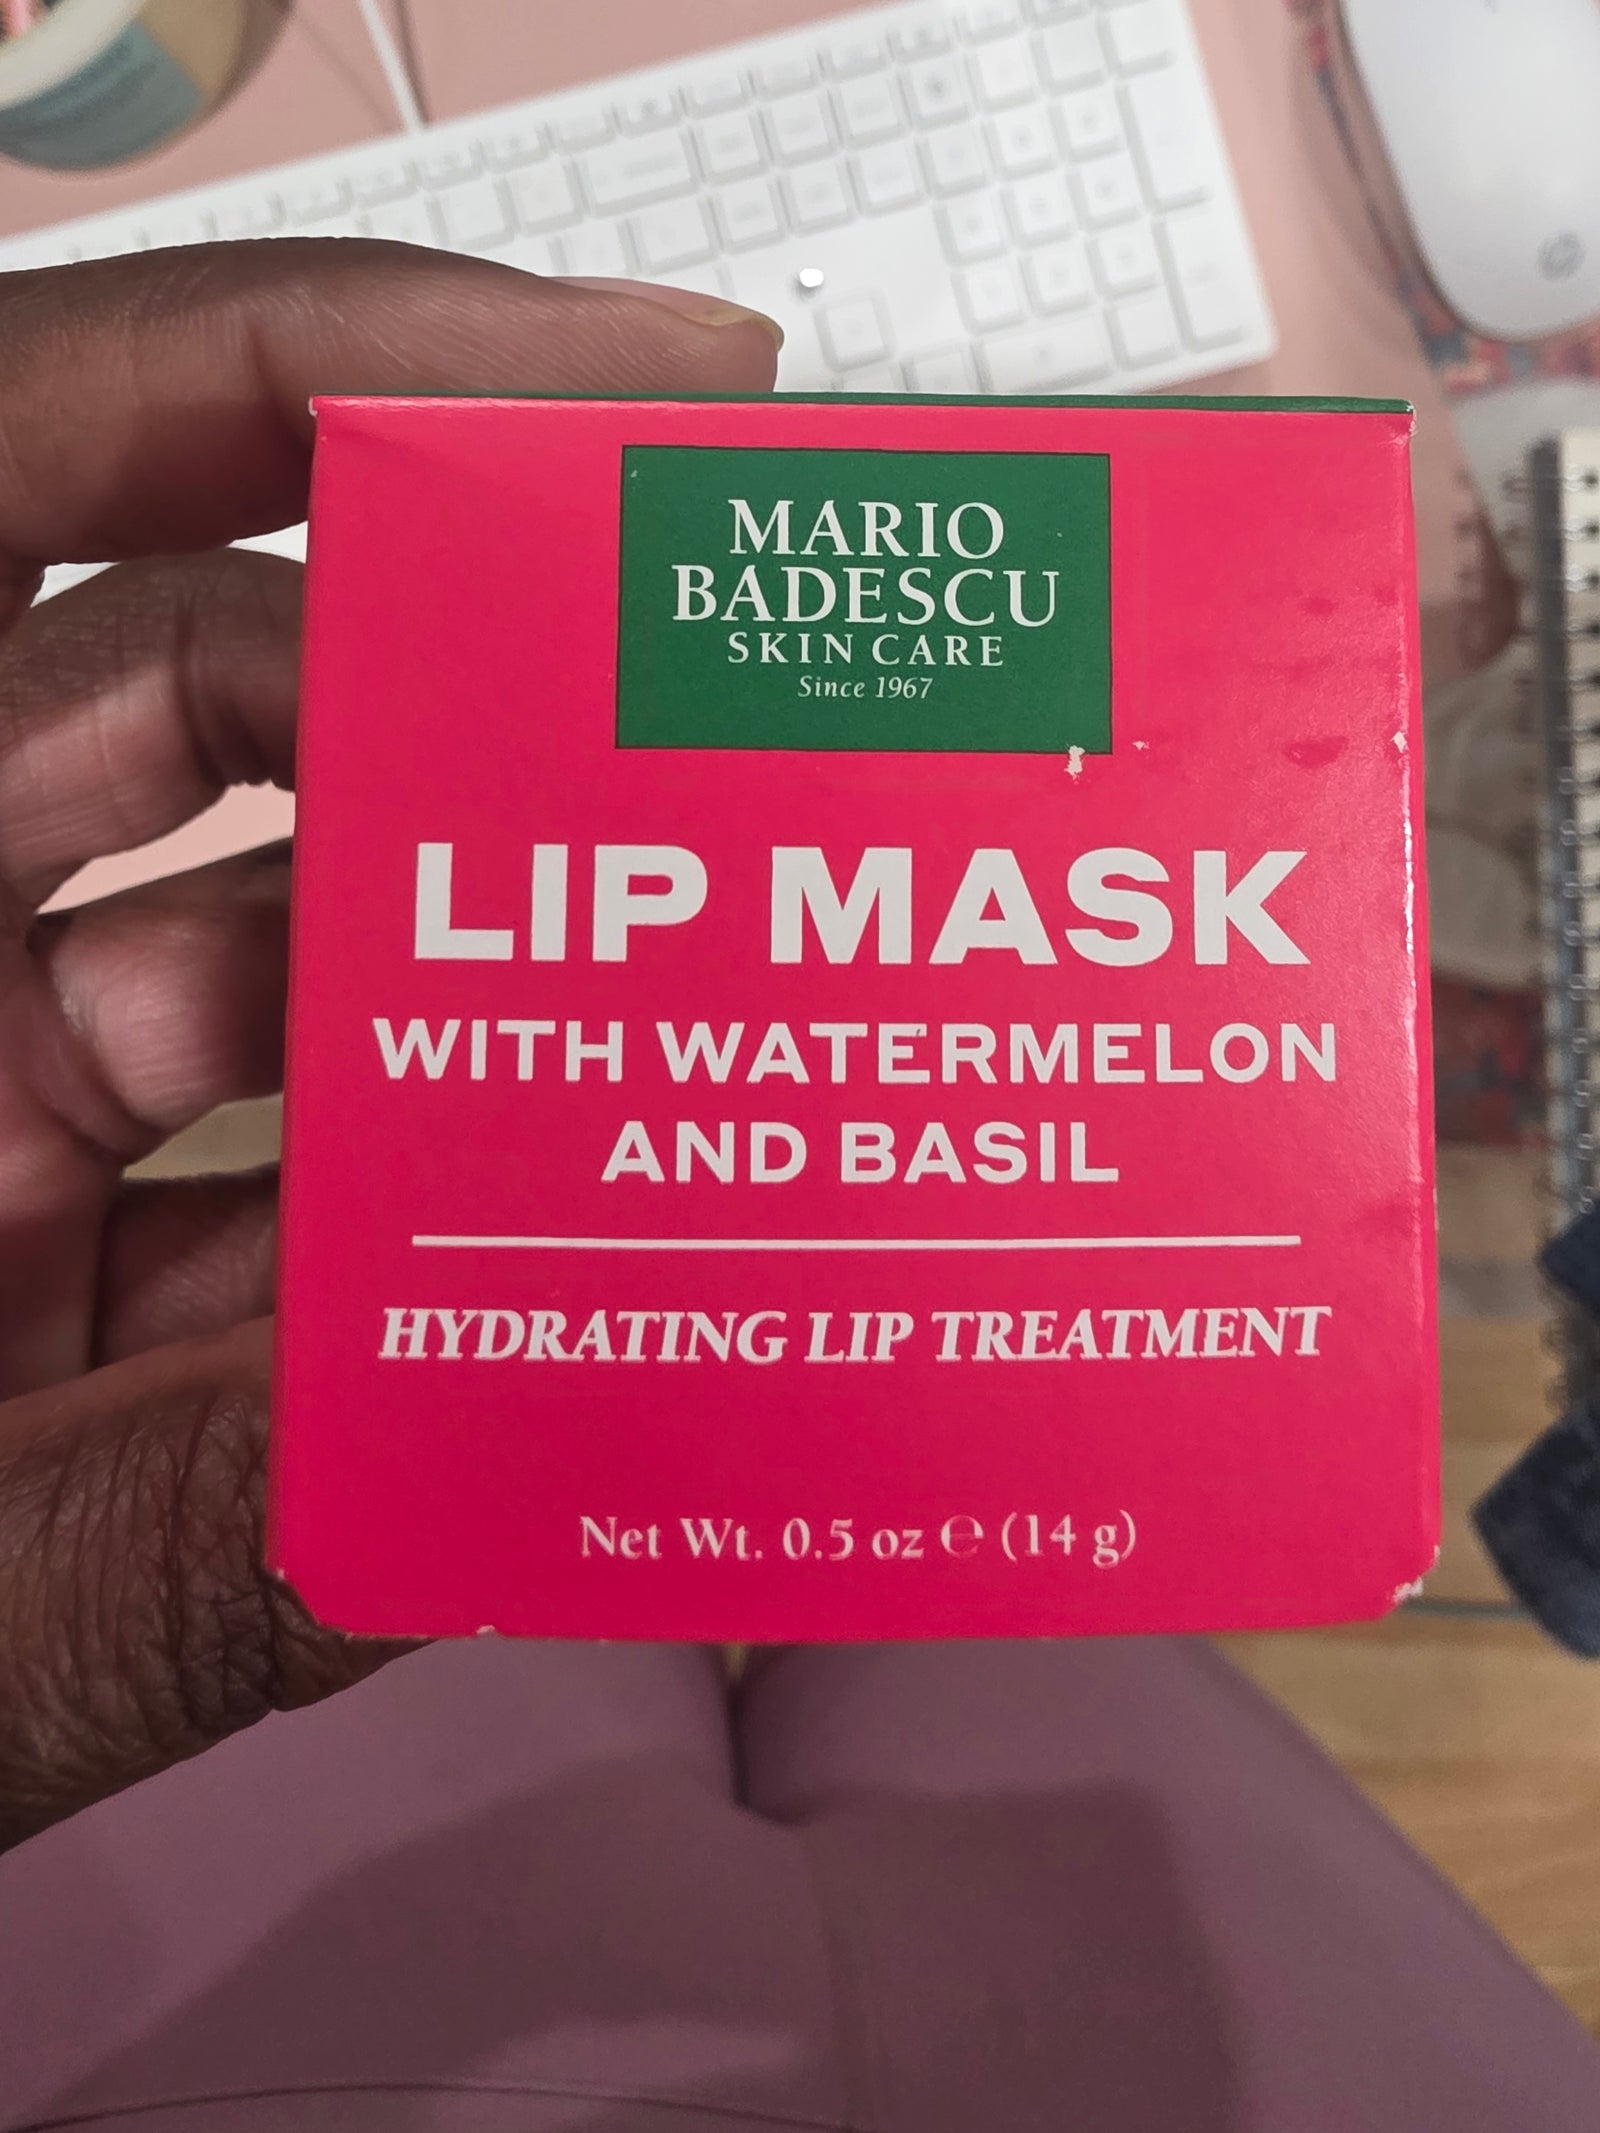 MARIO
BADESCU
SKIN CARE
Since 1967
LIP MASK
WITH WATERMELON
AND BASIL
HYDRATING LIP TREATMENT
Net Wt. 0.5 oz ℮ (14 g)